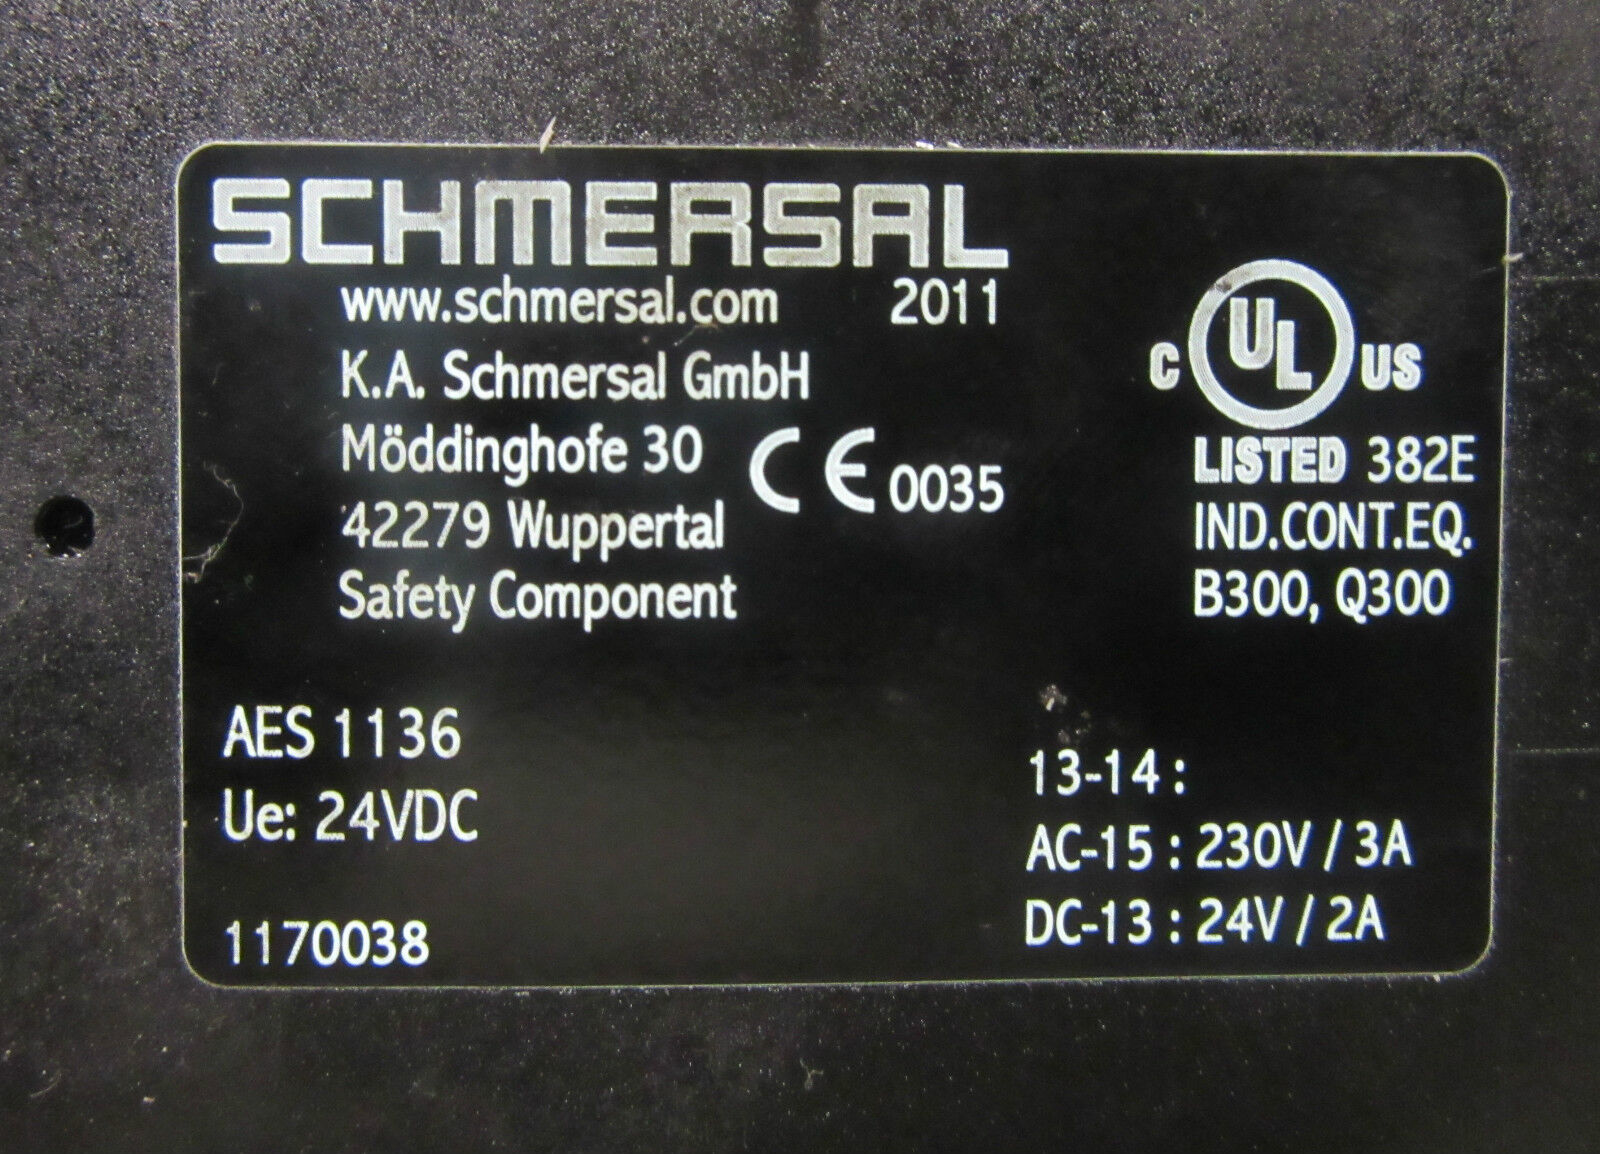 SCHMERSAL
www.schmersal.com 2011
K.A. Schmersal GmbH
Möddinghofe 30
CE 0035
42279 Wuppertal
Safety Component
C UL US
LISTED 382E
IND.CONT.EQ.
B300, Q300
AES 1136
Ue: 24VDC
1170038
13-14 :
AC-15 : 230V / 3A
DC-13 : 24V / 2A